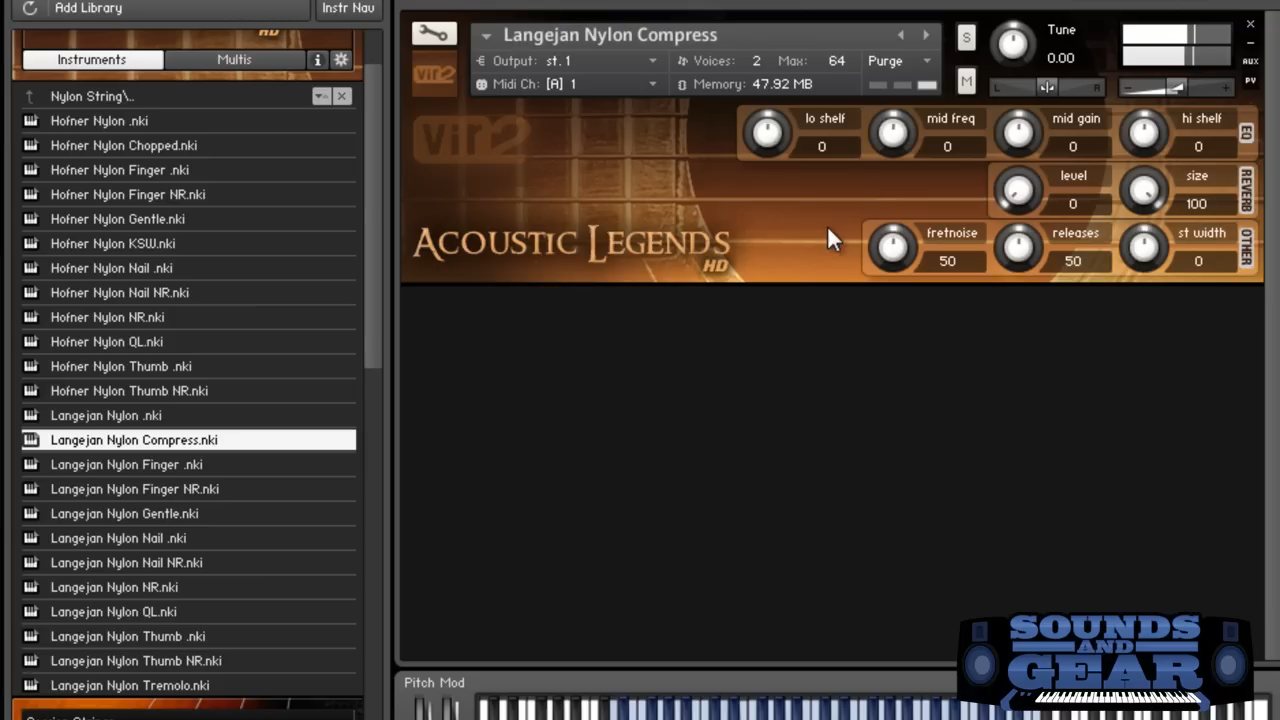 Add Library
Instr Nav
HD
Instruments
Multis
Nylon String\..
Hofner Nylon .nki
Hofner Nylon Chopped.nki
Hofner Nylon Finger .nki
Hofner Nylon Finger NR.nki
Hofner Nylon Gentle.nki
Hofner Nylon KSW.nki
Hofner Nylon Nail .nki
Hofner Nylon Nail NR.nki
Hofner Nylon NR.nki
Hofner Nylon QL.nki
Hofner Nylon Thumb .nki
Hofner Nylon Thumb NR.nki
Langejan Nylon .nki
Langejan Nylon Compress.nki
Langejan Nylon Finger .nki
Langejan Nylon Finger NR.nki
Langejan Nylon Gentle.nki
Langejan Nylon Nail .nki
Langejan Nylon Nail NR.nki
Langejan Nylon NR.nki
Langejan Nylon QL.nki
Langejan Nylon Thumb .nki
Langejan Nylon Thumb NR.nki
Langejan Nylon Tremolo.nki
Langejan Nylon Compress
Output: st. 1
Voices: 2 Max: 64
Purge
Midi Ch: [A] 1
Memory: 47.92 MB
S
M
Tune
0.00
L R
- +
AUX
PV
Vir2
Vir2
lo shelf
0
mid freq
0
mid gain
0
hi shelf
0
EQ
level
0
size
100
REVERB
fretnoise
50
releases
50
st width
0
OTHER
ACOUSTIC LEGENDS
HD
Pitch Mod
SOUNDS
AND
GEAR